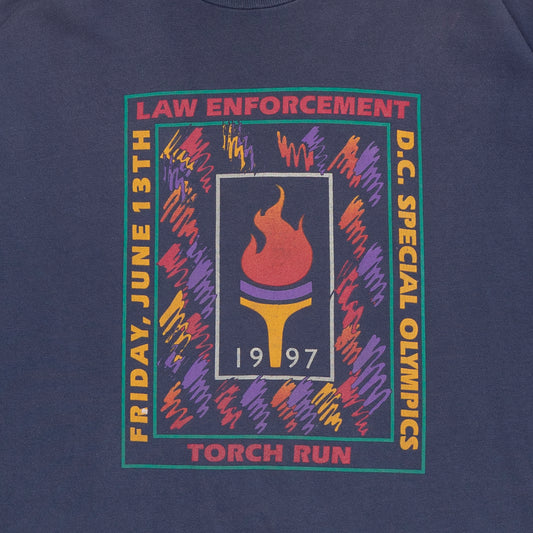 LAW ENFORCEMENT
FRIDAY, JUNE 13TH
D.C. SPECIAL OLYMPICS
1997
TORCH RUN